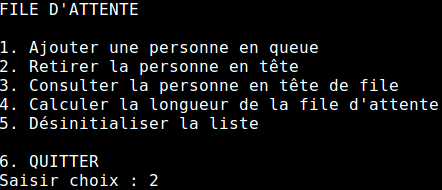 FILE D'ATTENTE
1. Ajouter une personne en queue
2. Retirer la personne en tête
3. Consulter la personne en tête de file
4. Calculer la longueur de la file d'attente
5. Désinitialiser la liste
6. QUITTER
Saisir choix : 2